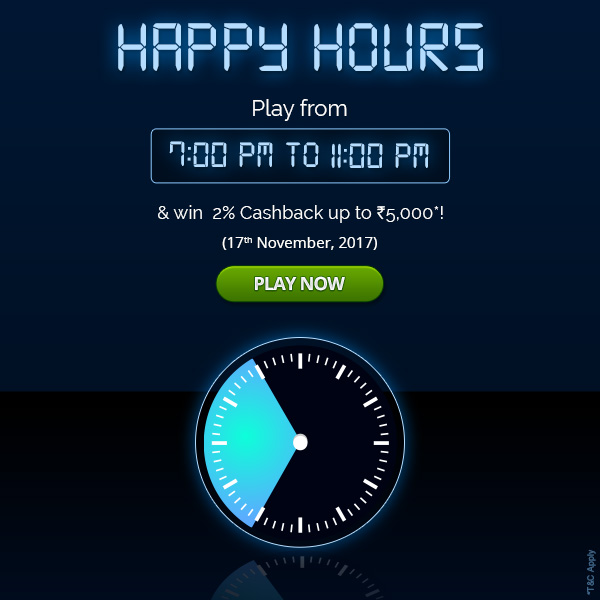 HAPPY HOURS
Play from
7:00 PM TO 11:00 PM
& win 2% Cashback up to ₹5,000*!
(17th November, 2017)
PLAY NOW
*T&C Apply